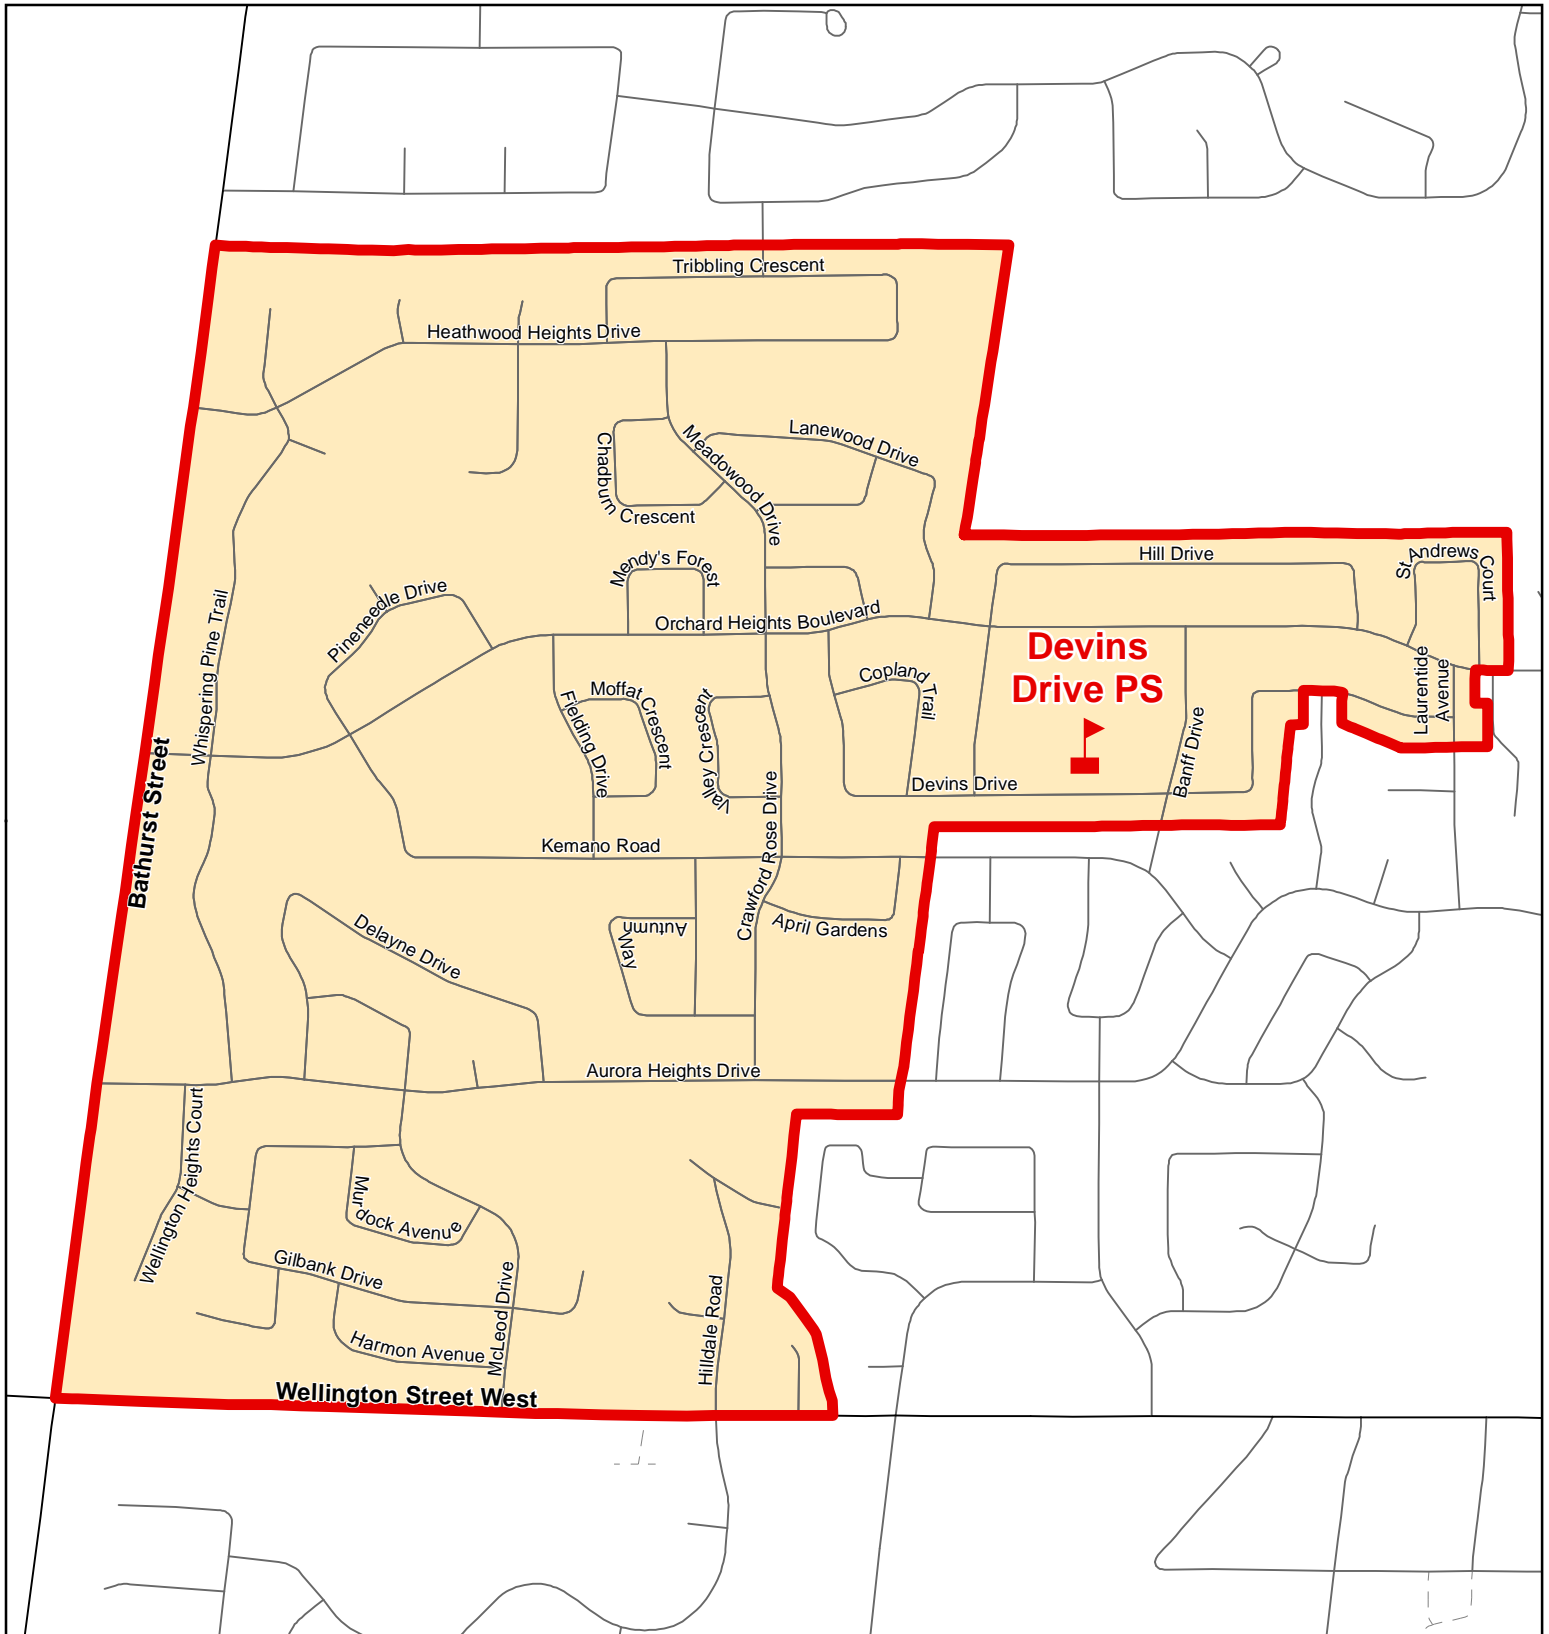 Tribbling Crescent
Heathwood Heights Drive
Lanewood Drive
Meadowood Drive
Chadburn
Crescent
Hill Drive
St Andrews
Court
Mendy's Forest
Pineneedle Drive
Orchard Heights Boulevard
Whispering Pine Trail
Devins
Drive PS
Laurentide
Avenue
Copland
Trail
Moffat
Crescent
Fielding Drive
Valley Crescent
Banff Drive
Devins Drive
Bathurst Street
Crawford Rose Drive
Kemano Road
April Gardens
Autumn
Way
Delayne Drive
Aurora Heights Drive
Wellington Heights Court
Mur
dock Avenue
Gilbank Drive
McLeod Drive
Hilldale Road
Harmon Avenue
Wellington Street West